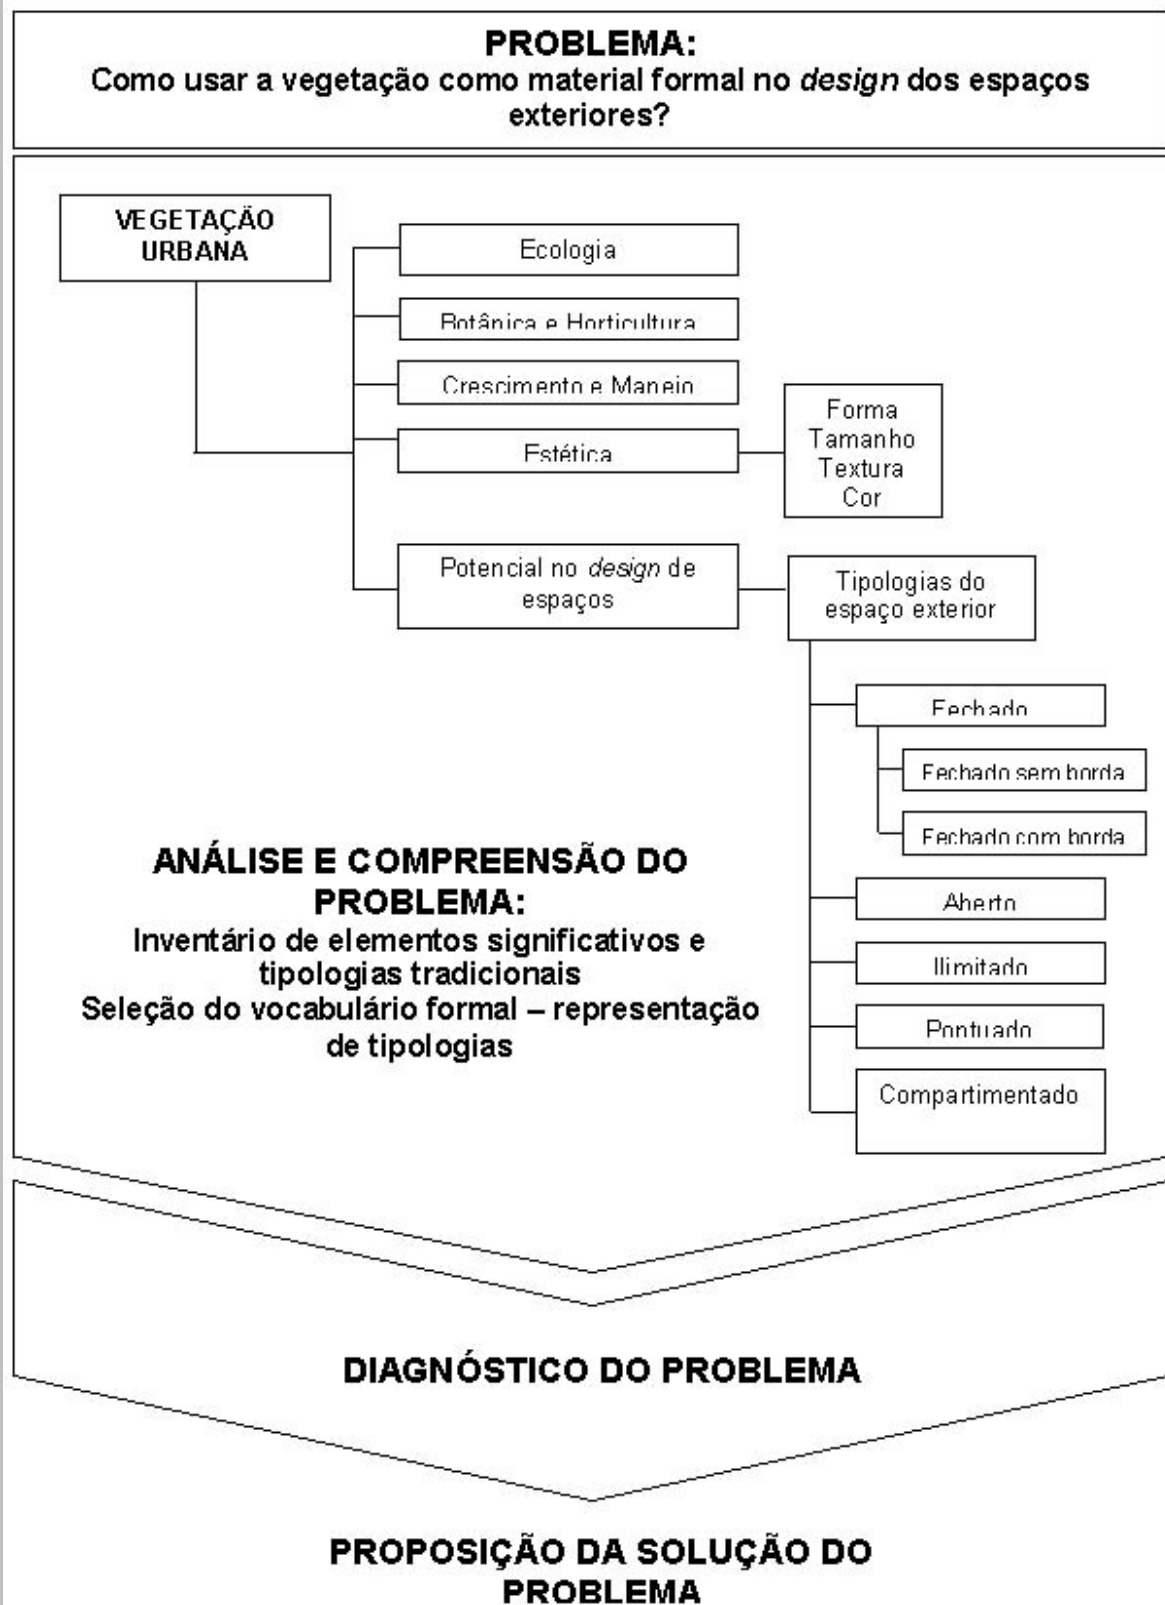 PROBLEMA:
Como usar a vegetação como material formal no design dos espaços
exteriores?
VEGETAÇÃO
URBANA
Ecologia
Botânica e Horticultura
Crescimento e Manejo
Estética
Forma
Tamanho
Textura
Cor
Potencial no design de
espaços
Tipologias do
espaço exterior
Fechado
Fechado sem borda
Fechado com borda
Aberto
Ilimitado
Pontuado
Compartimentado
ANÁLISE E COMPREENSÃO DO
PROBLEMA:
Inventário de elementos significativos e
tipologias tradicionais
Seleção do vocabulário formal – representação
de tipologias
DIAGNÓSTICO DO PROBLEMA
PROPOSIÇÃO DA SOLUÇÃO DO
PROBLEMA